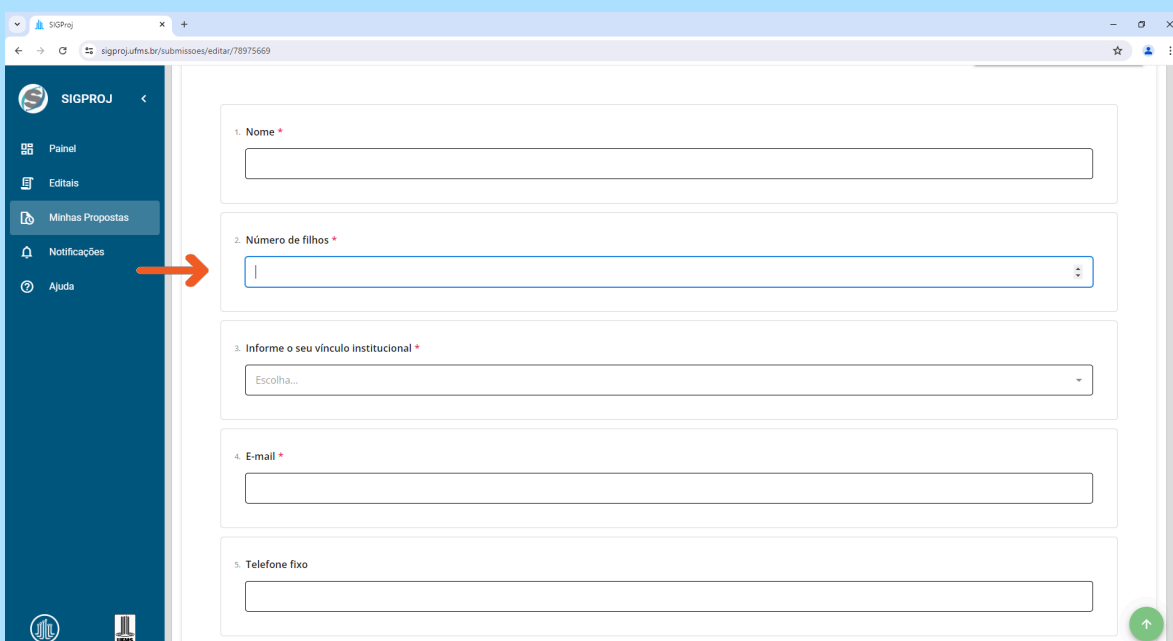 SIGProj
sigproj.ufms.br/submissoes/editar/78975669
SIGPROJ
Painel
Editais
Minhas Propostas
Notificações
Ajuda
UFMS
1. Nome *
2. Número de filhos *
3. Informe o seu vínculo institucional *
Escolha...
4. E-mail *
5. Telefone fixo